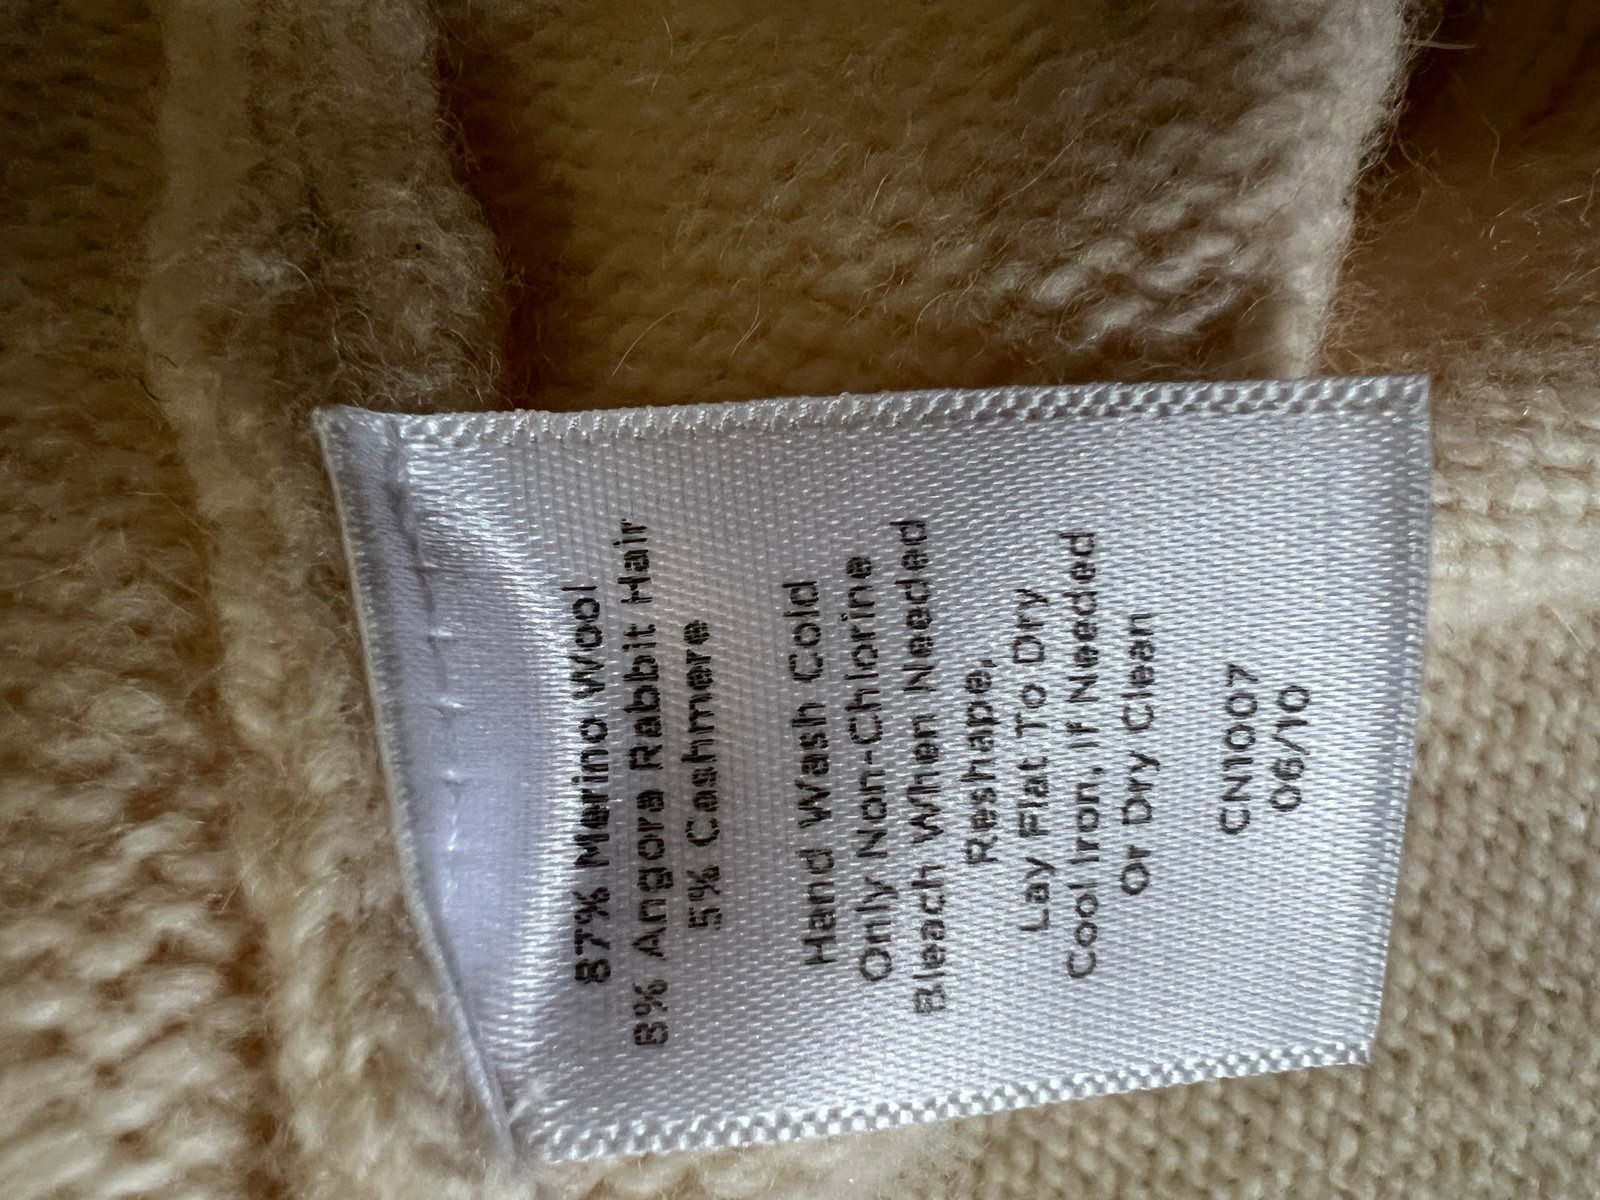 87% Merino Wool
8% Angora Rabbit Hair
5% Cashmere
Hand Wash Cold
Only Non-Chlorine
Bleach When Needed
Reshape,
Lay Flat To Dry
Cool Iron, If Needed
Or Dry Clean
CN1007
06/10